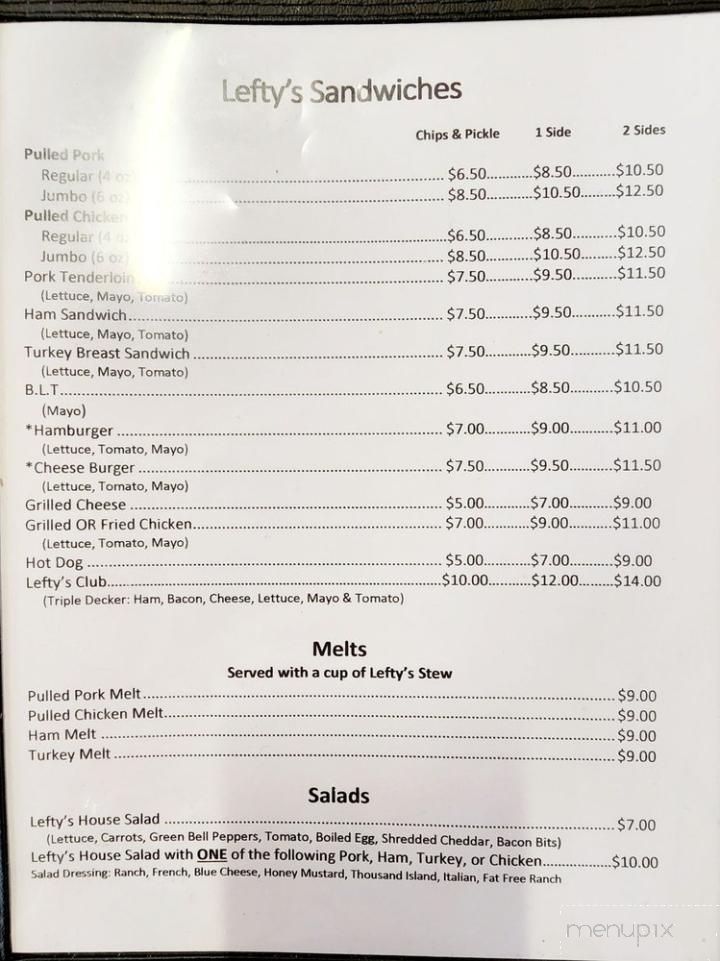 Lefty's Sandwiches
Chips & Pickle 1 Side 2 Sides
Pulled Pork
Regular (4 oz) $6.50 $8.50 $10.50
Jumbo (6 oz) $8.50 $10.50 $12.50
Pulled Chicken
Regular (4 oz) $6.50 $8.50 $10.50
Jumbo (6 oz) $8.50 $10.50 $12.50
Pork Tenderloin $7.50 $9.50 $11.50
(Lettuce, Mayo, Tomato)
Ham Sandwich $7.50 $9.50 $11.50
(Lettuce, Mayo, Tomato)
Turkey Breast Sandwich $7.50 $9.50 $11.50
(Lettuce, Mayo, Tomato)
B.L.T. $6.50 $8.50 $10.50
(Mayo)
*Hamburger $7.00 $9.00 $11.00
(Lettuce, Tomato, Mayo)
*Cheese Burger $7.50 $9.50 $11.50
(Lettuce, Tomato, Mayo)
Grilled Cheese $5.00 $7.00 $9.00
Grilled OR Fried Chicken $7.00 $9.00 $11.00
(Lettuce, Tomato, Mayo)
Hot Dog $5.00 $7.00 $9.00
Lefty's Club $10.00 $12.00 $14.00
(Triple Decker: Ham, Bacon, Cheese, Lettuce, Mayo & Tomato)
Melts
Served with a cup of Lefty's Stew
Pulled Pork Melt $9.00
Pulled Chicken Melt $9.00
Ham Melt $9.00
Turkey Melt $9.00
Salads
Lefty's House Salad $7.00
(Lettuce, Carrots, Green Bell Peppers, Tomato, Boiled Egg, Shredded Cheddar, Bacon Bits)
Lefty's House Salad with ONE of the following Pork, Ham, Turkey, or Chicken $10.00
Salad Dressing: Ranch, French, Blue Cheese, Honey Mustard, Thousand Island, Italian, Fat Free Ranch
menupix